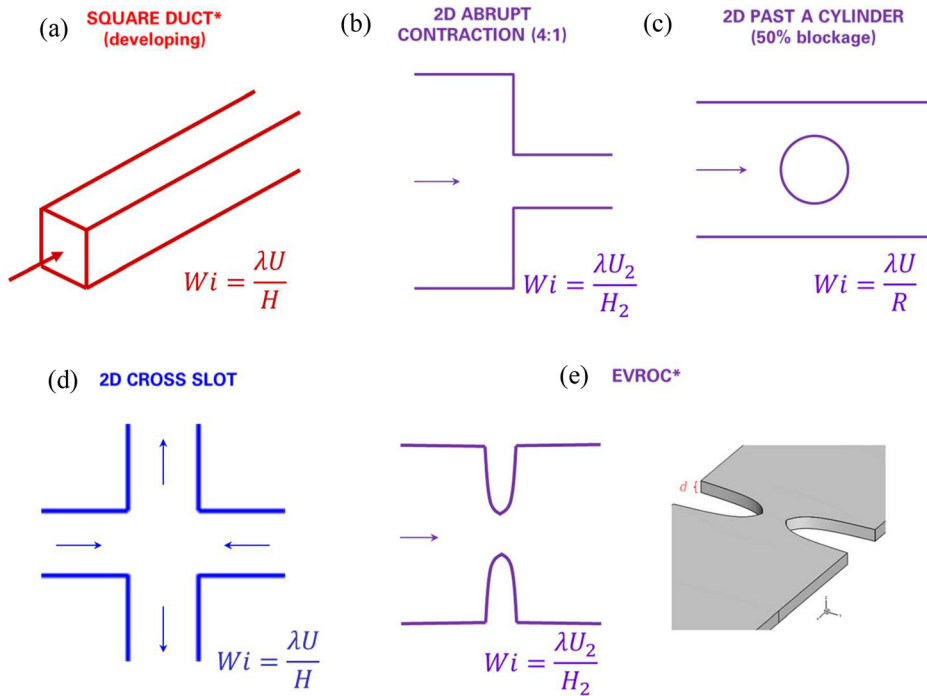 (a) SQUARE DUCT*
(developing)
Wi = λU/H
(b) 2D ABRUPT
CONTRACTION (4:1)
Wi = λU₂/H₂
(c) 2D PAST A CYLINDER
(50% blockage)
Wi = λU/R
(d) 2D CROSS SLOT
Wi = λU/H
(e) EVROC*
d {
Wi = λU₂/H₂